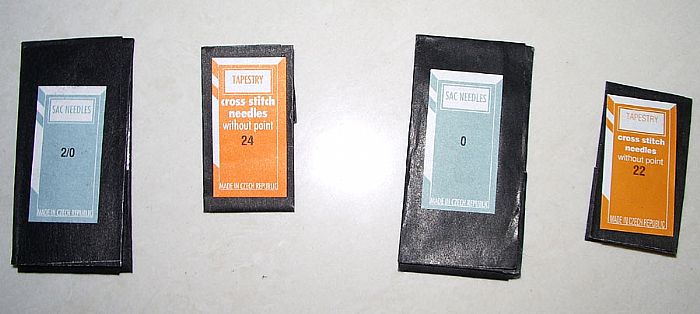 SAC NEEDLES
2/0
MADE IN CZECH REPUBLIC
TAPESTRY
cross stitch
needles
without point
24
MADE IN CZECH REPUBLIC
SAC NEEDLES
0
MADE IN CZECH REPUBLIC
TAPESTRY
cross stitch
needles
without point
22
MADE IN CZECH REPUBLIC